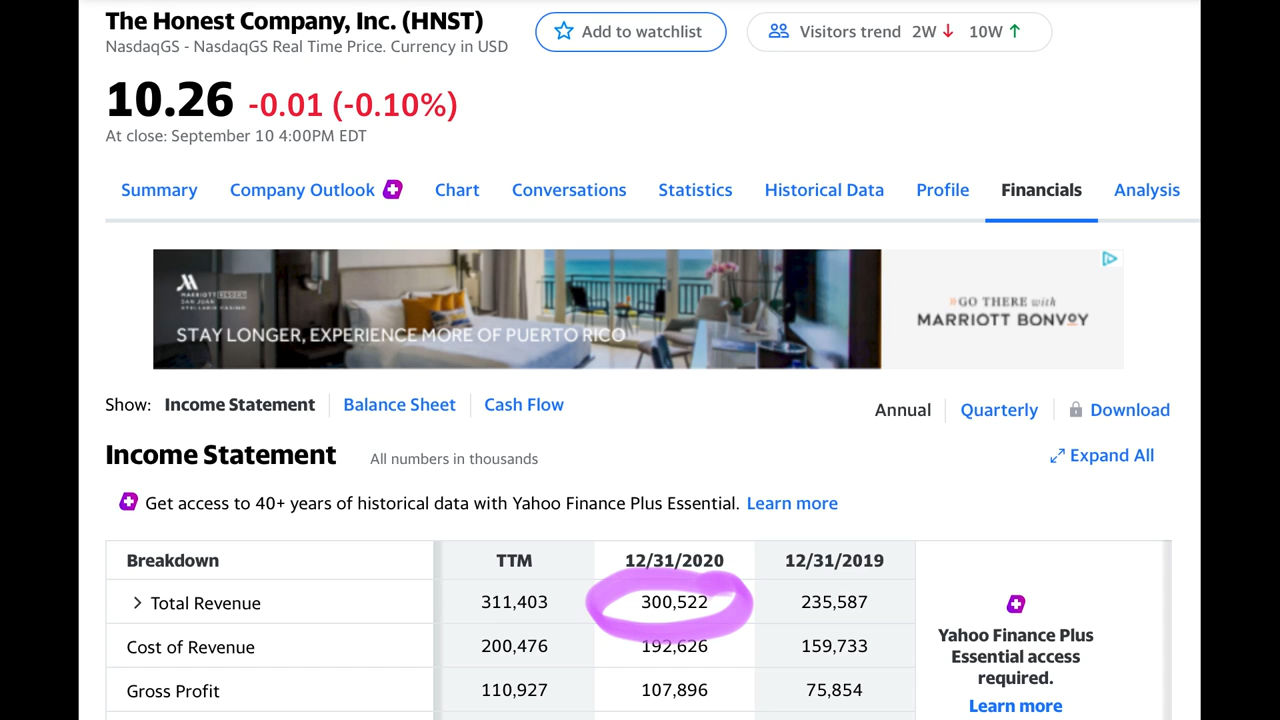 The Honest Company, Inc. (HNST)
NasdaqGS - NasdaqGS Real Time Price. Currency in USD
Add to watchlist
Visitors trend 2W ↓ 10W ↑
10.26 -0.01 (-0.10%)
At close: September 10 4:00PM EDT
Summary Company Outlook Chart Conversations Statistics Historical Data Profile Financials Analysis
MARRIOTT RESORT
SAN JUAN
STELLARIS CASINO
STAY LONGER, EXPERIENCE MORE OF PUERTO RICO
GO THERE with
MARRIOTT BONVOY
Show: Income Statement Balance Sheet Cash Flow
Annual Quarterly Download
Income Statement All numbers in thousands
Expand All
Get access to 40+ years of historical data with Yahoo Finance Plus Essential. Learn more
Breakdown TTM 12/31/2020 12/31/2019
Total Revenue 311,403 300,522 235,587
Cost of Revenue 200,476 192,626 159,733
Gross Profit 110,927 107,896 75,854
Yahoo Finance Plus
Essential access
required.
Learn more